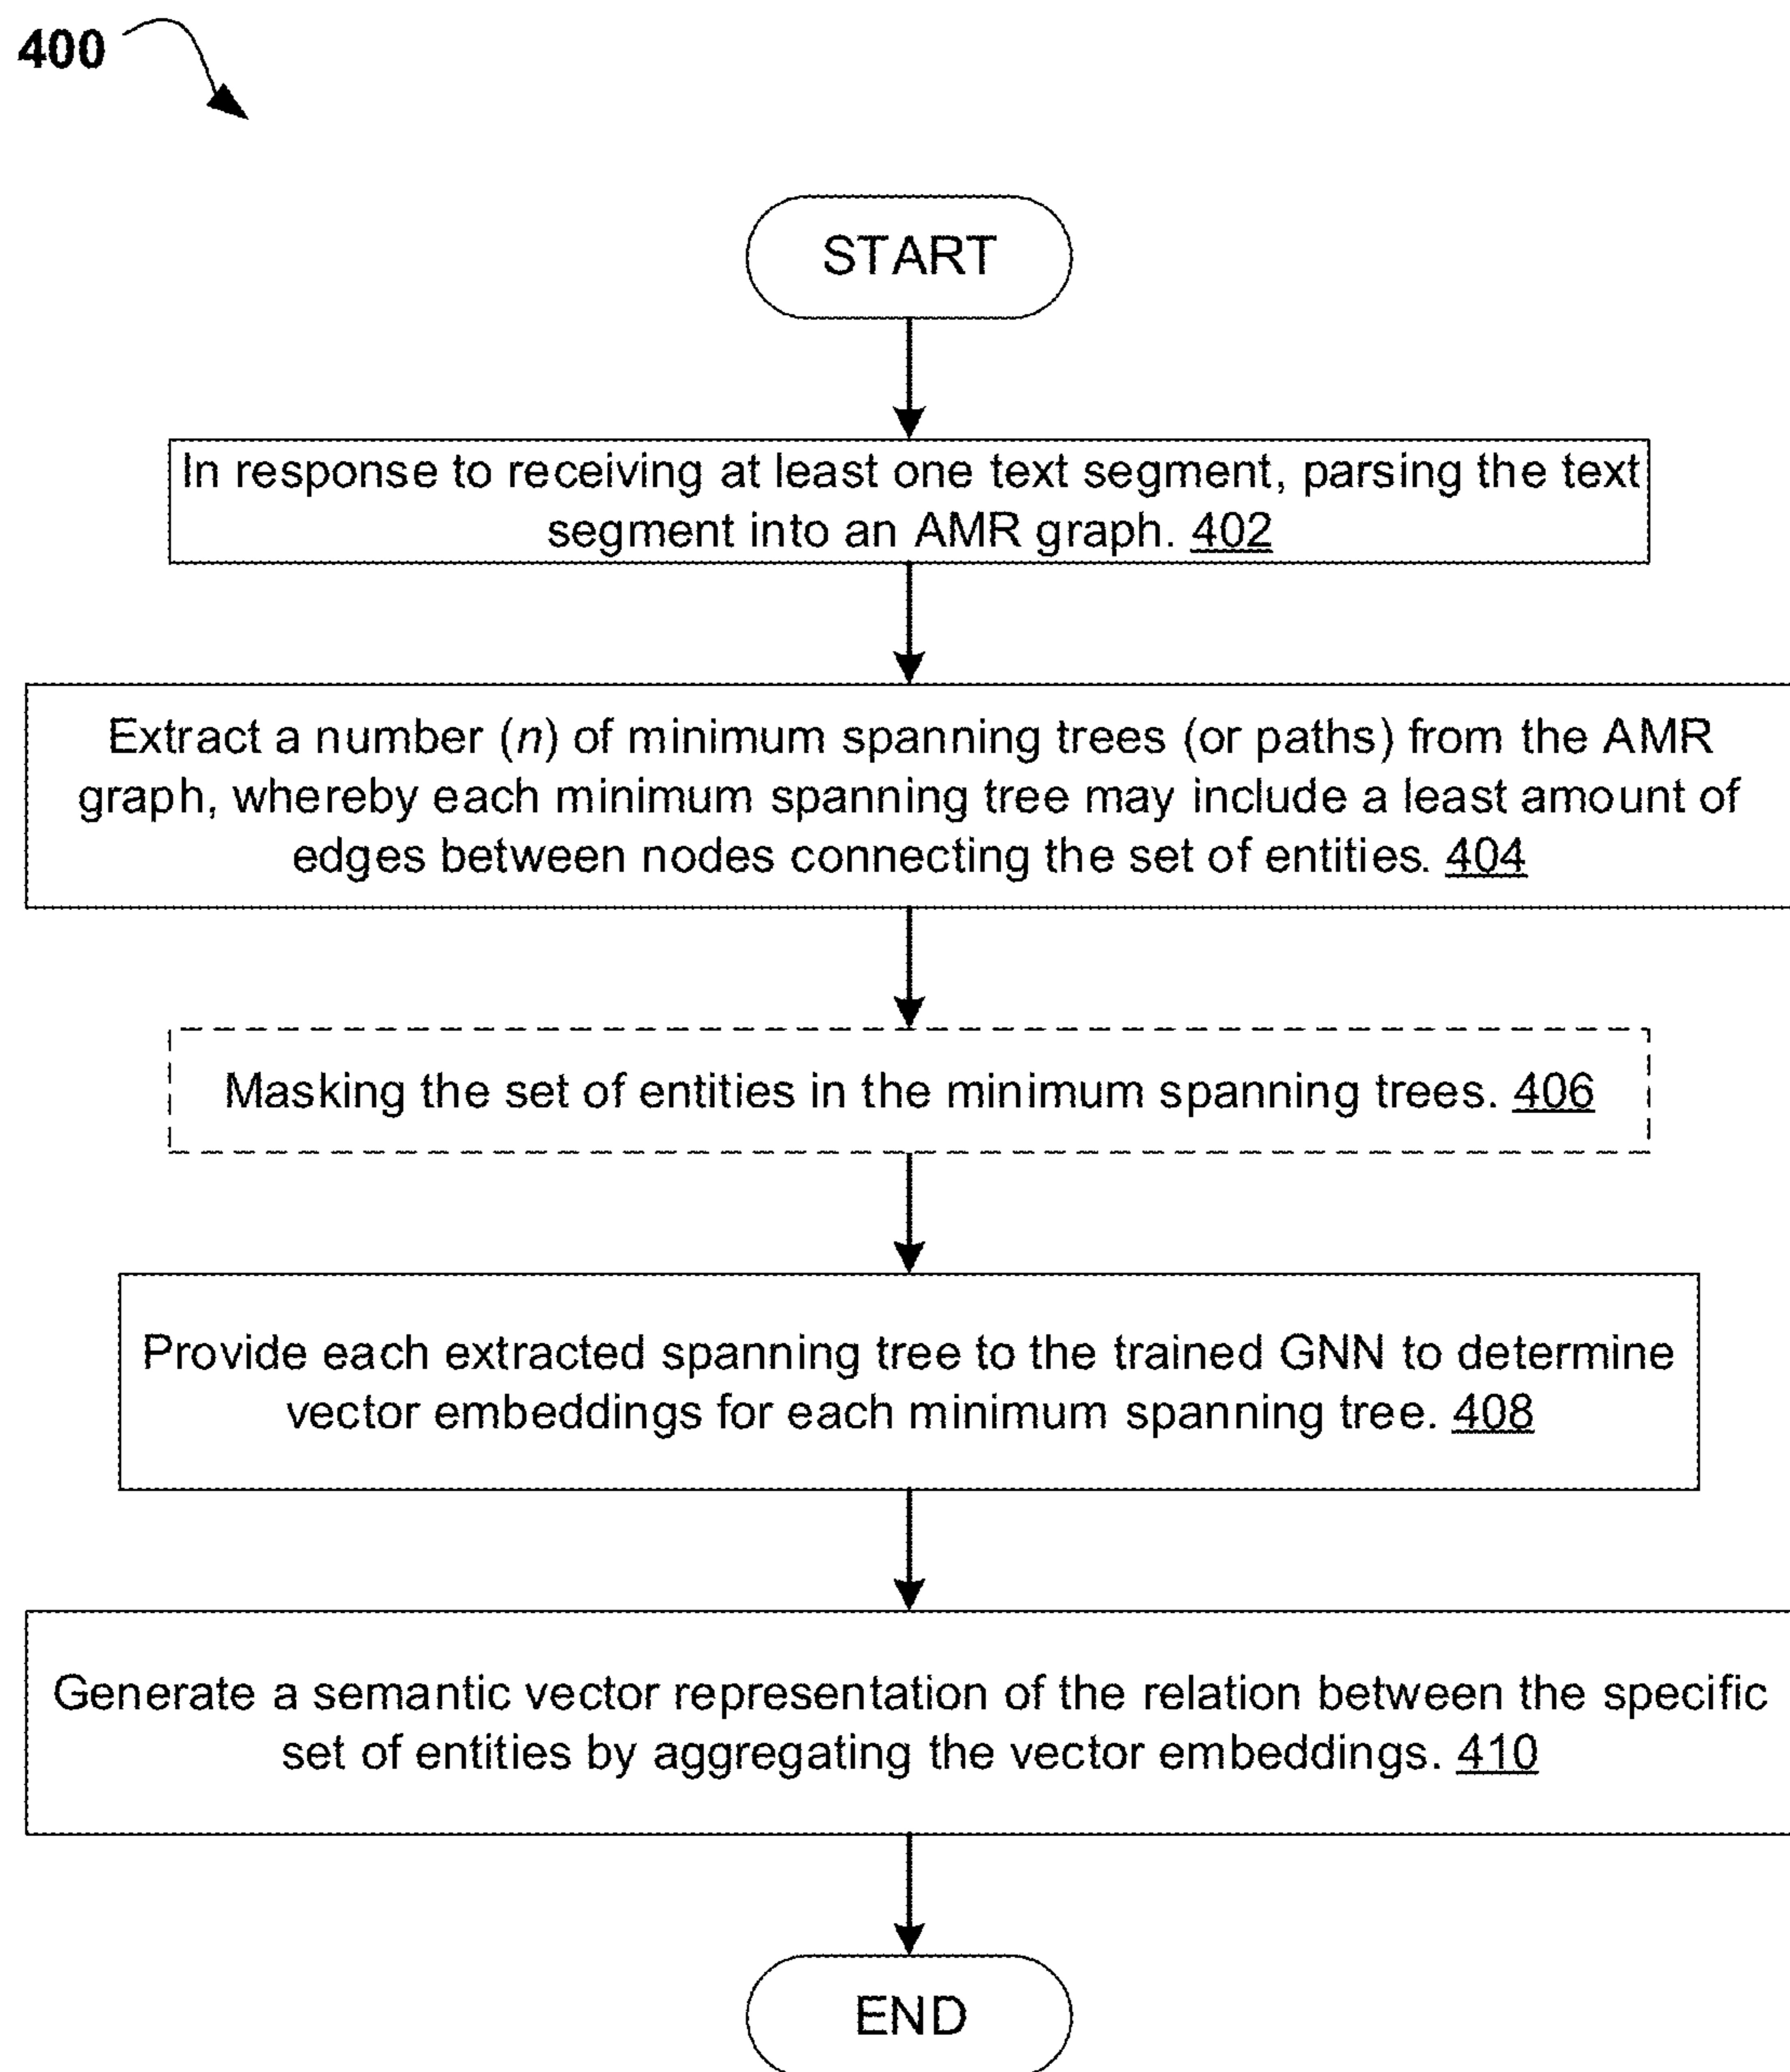 400
START
In response to receiving at least one text segment, parsing the text
segment into an AMR graph. 402
Extract a number (n) of minimum spanning trees (or paths) from the AMR
graph, whereby each minimum spanning tree may include a least amount of
edges between nodes connecting the set of entities. 404
Masking the set of entities in the minimum spanning trees. 406
Provide each extracted spanning tree to the trained GNN to determine
vector embeddings for each minimum spanning tree. 408
Generate a semantic vector representation of the relation between the specific
set of entities by aggregating the vector embeddings. 410
END